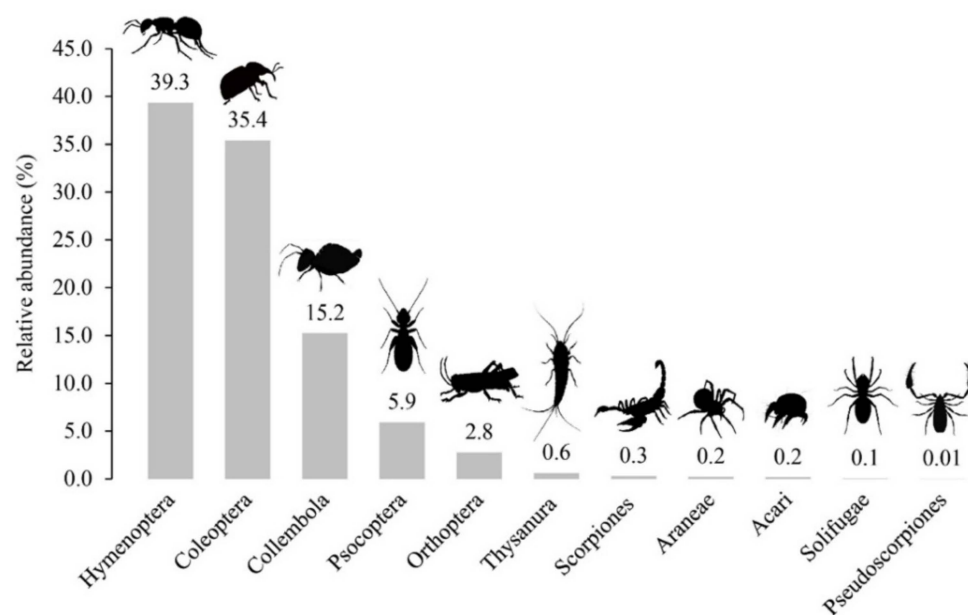 Relative abundance (%)
45.0
40.0
35.0
30.0
25.0
20.0
15.0
10.0
5.0
0.0
39.3
35.4
15.2
5.9
2.8
0.6
0.3
0.2
0.2
0.1
0.01
Hymenoptera
Coleoptera
Collembola
Psocoptera
Orthoptera
Thysanura
Scorpiones
Araneae
Acari
Solifugae
Pseudoscorpiones